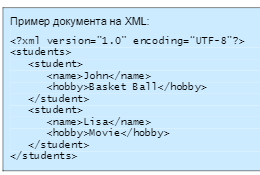 Пример документа на XML:
<?xml version="1.0" encoding="UTF-8"?>
<students>
   <student>
      <name>John</name>
      <hobby>Basket Ball</hobby>
   </student>
   <student>
      <name>Lisa</name>
      <hobby>Movie</hobby>
   </student>
</students>